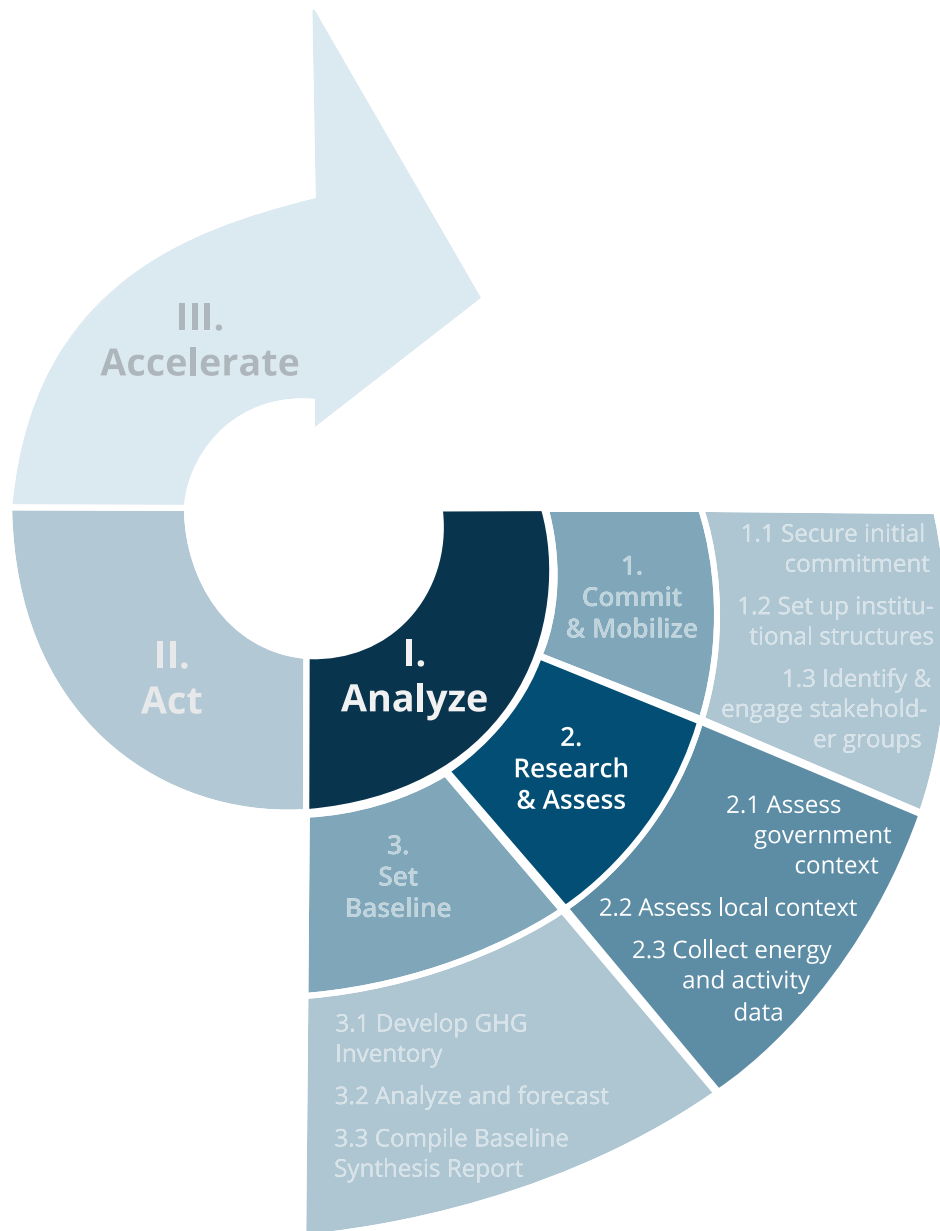 III.
Accelerate
II.
Act
I.
Analyze
1.
Commit
& Mobilize
1.1 Secure initial
commitment
1.2 Set up institu-
tional structures
1.3 Identify &
engage stakehold-
er groups
2.
Research
& Assess
2.1 Assess
government
context
2.2 Assess local context
2.3 Collect energy
and activity
data
3.
Set
Baseline
3.1 Develop GHG
Inventory
3.2 Analyze and forecast
3.3 Compile Baseline
Synthesis Report